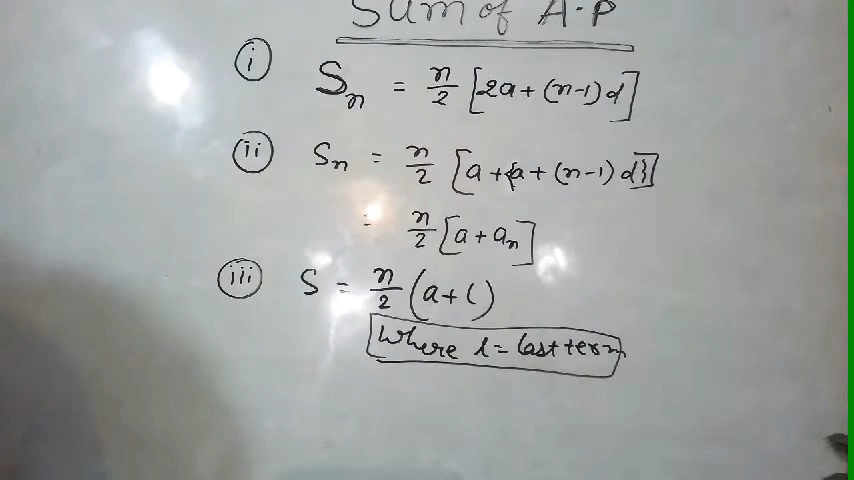 Sum of A.P
(i) Sn = n/2 [2a + (n-1)d]
(ii) Sn = n/2 [a + {a + (n-1)d}]
= n/2 [a + an]
(iii) S = n/2 (a + l)
Where l = last term